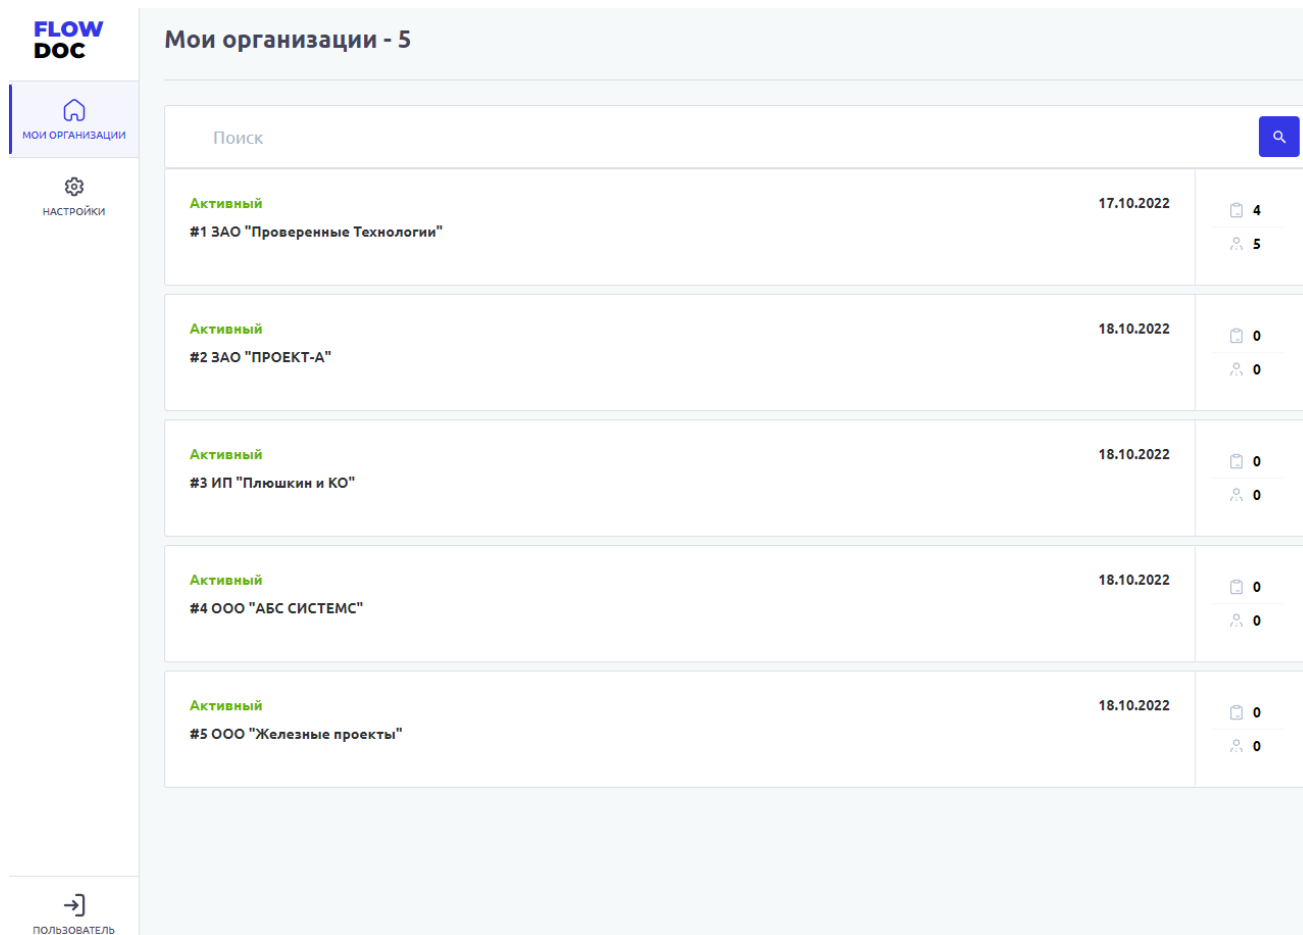 FLOW
DOC
Мои организации - 5
МОИ ОРГАНИЗАЦИИ
НАСТРОЙКИ
Поиск
Активный 17.10.2022 4
#1 ЗАО "Проверенные Технологии" 5
Активный 18.10.2022 0
#2 ЗАО "ПРОЕКТ-А" 0
Активный 18.10.2022 0
#3 ИП "Плюшкин и КО" 0
Активный 18.10.2022 0
#4 ООО "АБС СИСТЕМС" 0
Активный 18.10.2022 0
#5 ООО "Железные проекты" 0
ПОЛЬЗОВАТЕЛЬ